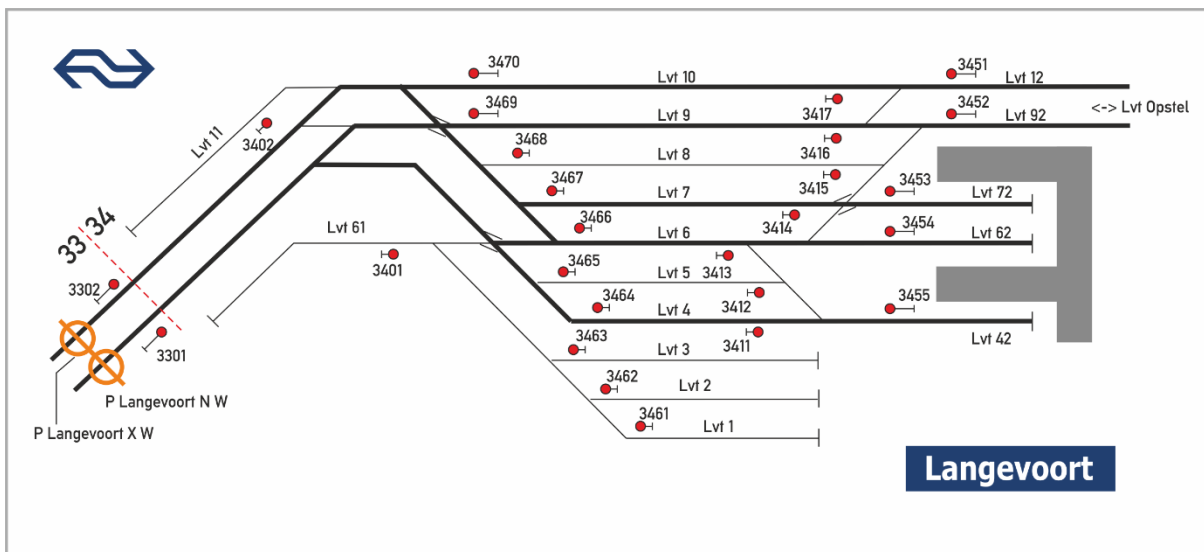 3470
Lvt 10
3451
Lvt 12
3469
Lvt 9
3417
3452
Lvt 92
<-> Lvt Opstel
Lvt 11
3402
3468
Lvt 8
3416
3467
Lvt 7
3415
3453
Lvt 72
33 34
Lvt 61
3466
Lvt 6
3414
3454
Lvt 62
3401
3465
Lvt 5
3413
3302
3464
Lvt 4
3412
3455
Lvt 42
3301
3463
Lvt 3
3411
3462
Lvt 2
P Langevoort N W
3461
Lvt 1
P Langevoort X W
Langevoort